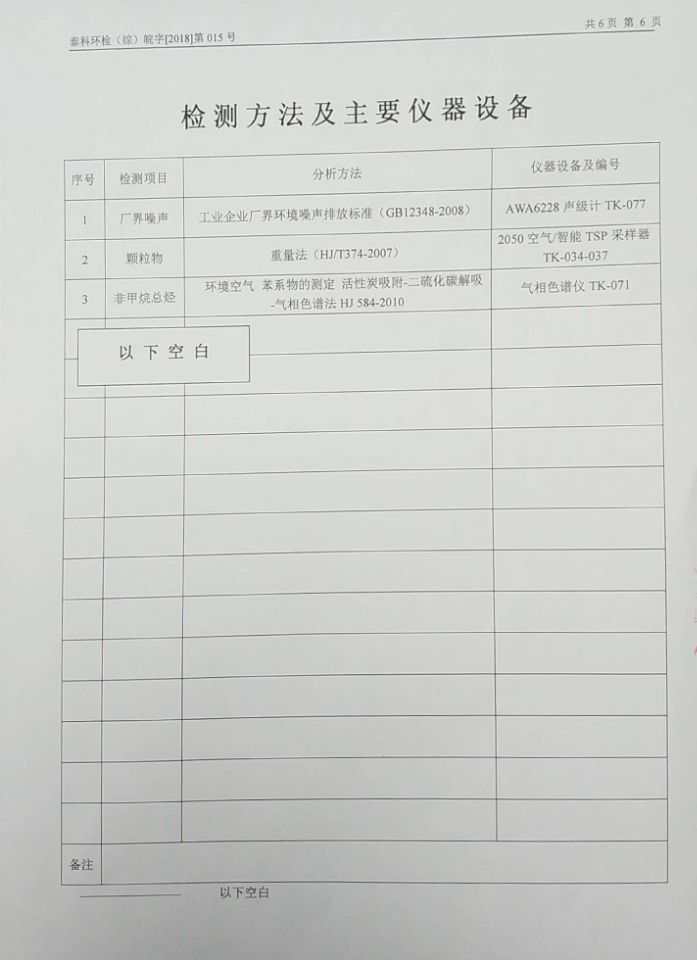 泰科环检（综）皖字[2018]第 015 号
共 6 页 第 6 页
检测方法及主要仪器设备
序号 检测项目 分析方法 仪器设备及编号
1 厂界噪声 工业企业厂界环境噪声排放标准（GB12348-2008） AWA6228 声级计 TK-077
2 颗粒物 重量法（HJ/T374-2007） 2050 空气/智能 TSP 采样器
TK-034-037
3 非甲烷总烃 环境空气 苯系物的测定 活性炭吸附-二硫化碳解吸
-气相色谱法 HJ 584-2010 气相色谱仪 TK-071
以下空白
备注
以下空白